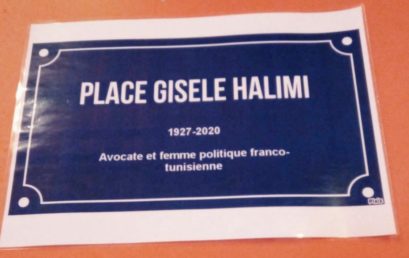 PLACE GISELE HALIMI
1927-2020
Avocate et femme politique franco-
tunisienne